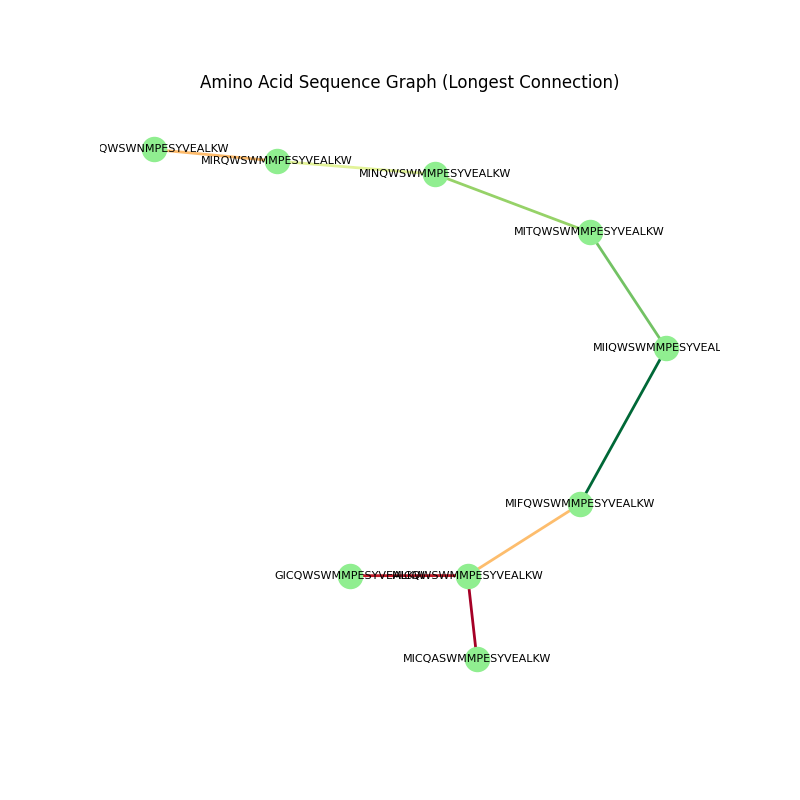 Amino Acid Sequence Graph (Longest Connection)
QWSWNMPESYVEALKW
MIRQWSWMMPESYVEALKW
MINQWSWMMPESYVEALKW
MITQWSWMMPESYVEALKW
MIIQWSWMMPESYVEAL
MIFQWSWMMPESYVEALKW
GICQWSWMMPESYVEALKW
MICQWSWMMPESYVEALKW
MICQASWMMPESYVEALKW